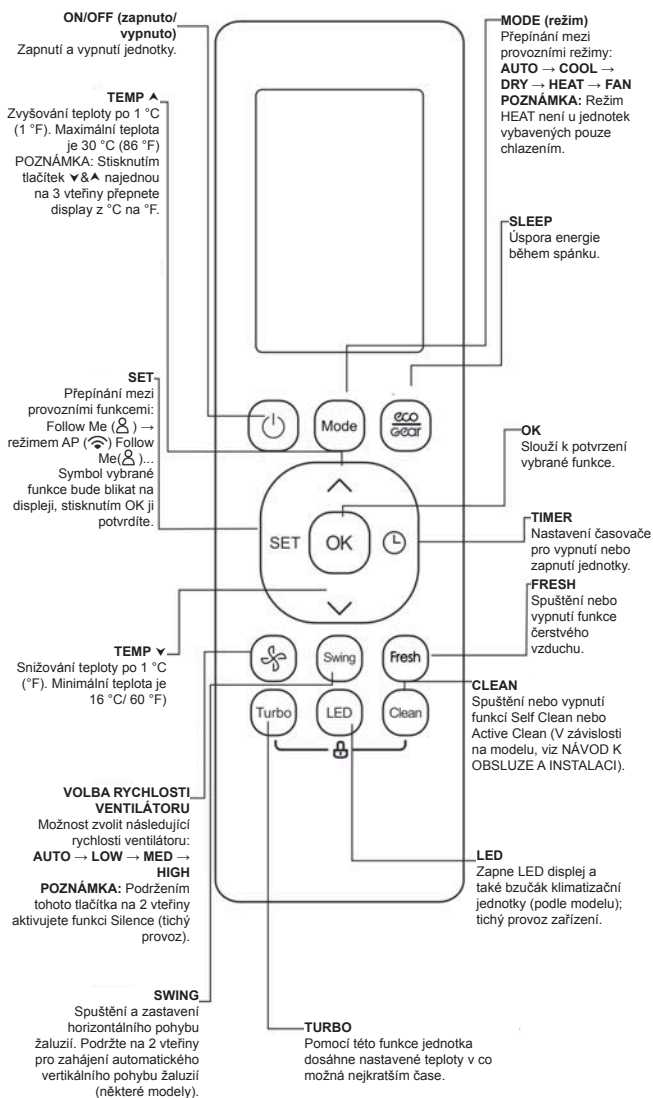 ON/OFF (zapnuto/
vypnuto)
Zapnutí a vypnutí jednotky.
TEMP
Zvyšování teploty po 1 °C
(1 °F). Maximální teplota
je 30 °C (86 °F)
POZNÁMKA: Stisknutím
tlačítek & najednou
na 3 vteřiny přepnete
display z °C na °F.
SET
Přepínání mezi
provozními funkcemi:
Follow Me ( ) →
režimem AP ( ) Follow
Me( )...
Symbol vybrané
funkce bude blikat na
displeji, stisknutím OK ji
potvrdíte.
TEMP
Snižování teploty po 1 °C
(°F). Minimální teplota je
16 °C/ 60 °F)
VOLBA RYCHLOSTI
VENTILÁTORU
Možnost zvolit následující
rychlosti ventilátoru:
AUTO → LOW → MED →
HIGH
POZNÁMKA: Podržením
tohoto tlačítka na 2 vteřiny
aktivujete funkci Silence (tichý
provoz).
SWING
Spuštění a zastavení
horizontálního pohybu
žaluzií. Podržte na 2 vteřiny
pro zahájení automatického
vertikálního pohybu žaluzií
(některé modely).
Mode
eco
Gear
SET
OK
Swing
Fresh
Turbo
LED
Clean
MODE (režim)
Přepínání mezi
provozními režimy:
AUTO → COOL →
DRY → HEAT → FAN
POZNÁMKA: Režim
HEAT není u jednotek
vybavených pouze
chlazením.
SLEEP
Úspora energie
během spánku.
OK
Slouží k potvrzení
vybrané funkce.
TIMER
Nastavení časovače
pro vypnutí nebo
zapnutí jednotky.
FRESH
Spuštění nebo
vypnutí funkce
čerstvého
vzduchu.
CLEAN
Spuštění nebo vypnutí
funkcí Self Clean nebo
Active Clean (V závislosti
na modelu, viz NÁVOD K
OBSLUZE A INSTALACI).
LED
Zapne LED displej a
také bzučák klimatizační
jednotky (podle modelu);
tichý provoz zařízení.
TURBO
Pomocí této funkce jednotka
dosáhne nastavené teploty v co
možná nejkratším čase.